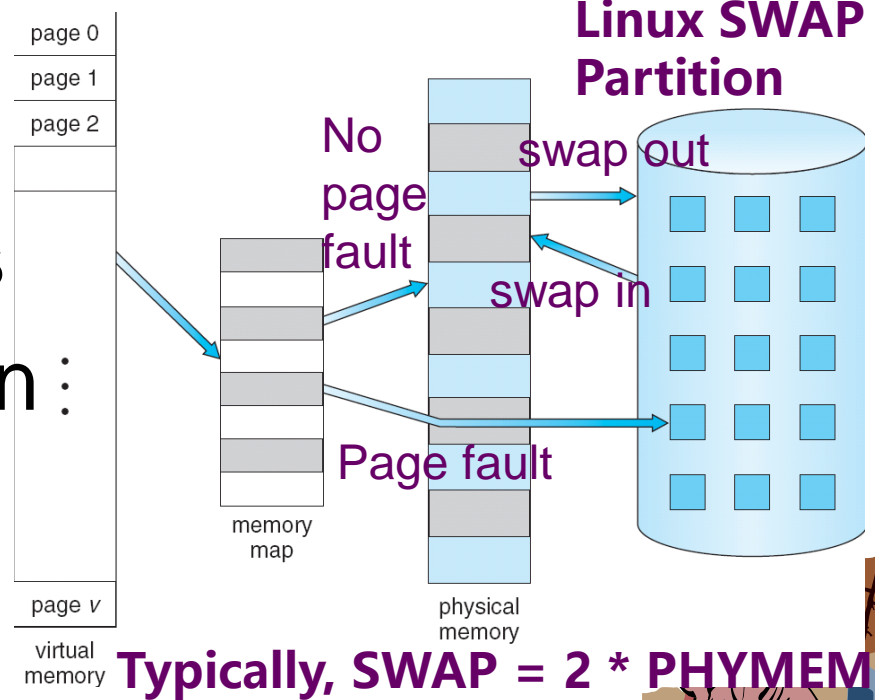 Linux SWAP
Partition
page 0
page 1
page 2
No
page
fault
swap out
swap in
s
n
Page fault
memory
map
page v
physical
memory
virtual
memory
Typically, SWAP = 2 * PHYMEM